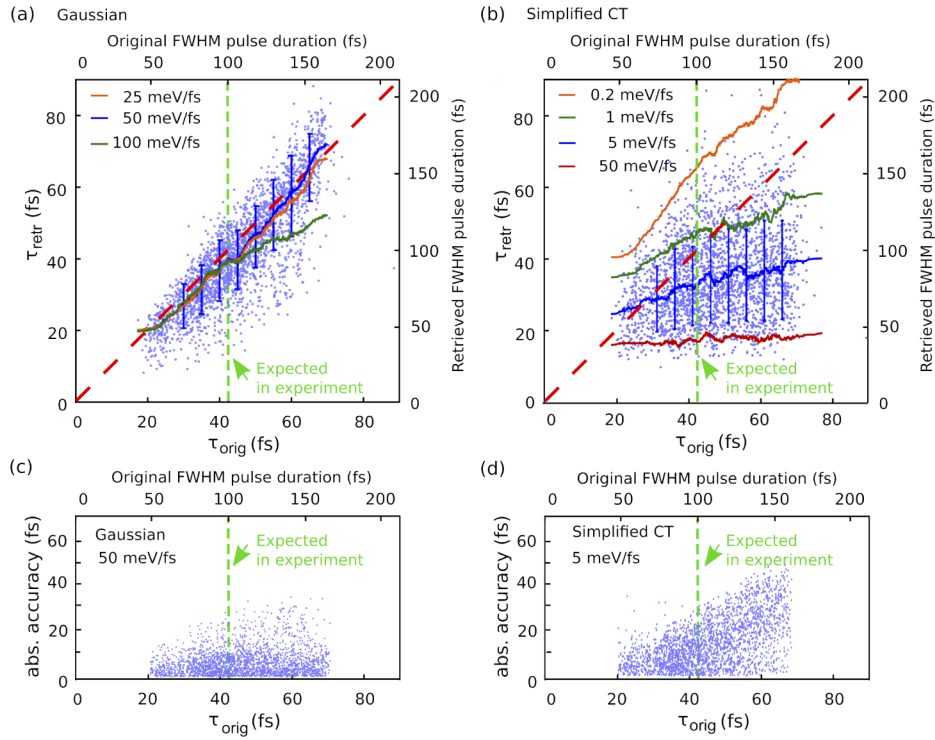 (a) Gaussian
Original FWHM pulse duration (fs)
0 50 100 150 200
25 meV/fs
50 meV/fs
100 meV/fs
τretr (fs)
80
60
40
20
0
Retrieved FWHM pulse duration (fs)
200
150
100
50
0
Expected
in experiment
20 40 60 80
τorig (fs)
(b) Simplified CT
Original FWHM pulse duration (fs)
0 50 100 150 200
0.2 meV/fs
1 meV/fs
5 meV/fs
50 meV/fs
τretr (fs)
80
60
40
20
0
Retrieved FWHM pulse duration (fs)
200
150
100
50
0
Expected
in experiment
20 40 60 80
τorig (fs)
(c)
Original FWHM pulse duration (fs)
0 50 100 150 200
Gaussian
50 meV/fs
Expected
in experiment
abs. accuracy (fs)
60
40
20
0
20 40 60 80
τorig (fs)
(d)
Original FWHM pulse duration (fs)
0 50 100 150 200
Simplified CT
5 meV/fs
Expected
in experiment
abs. accuracy (fs)
60
40
20
0
20 40 60 80
τorig (fs)